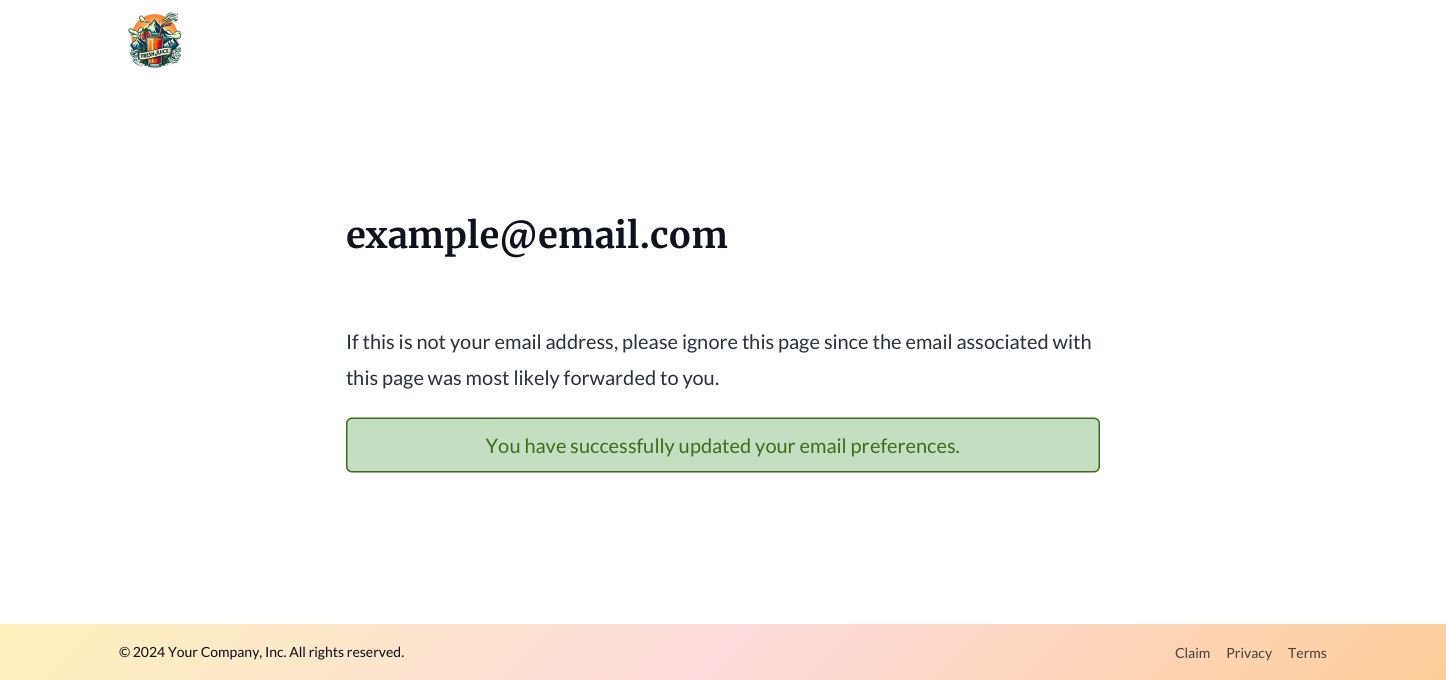 FRESH JUICE
example@email.com
If this is not your email address, please ignore this page since the email associated with
this page was most likely forwarded to you.
You have successfully updated your email preferences.
© 2024 Your Company, Inc. All rights reserved.
Claim Privacy Terms